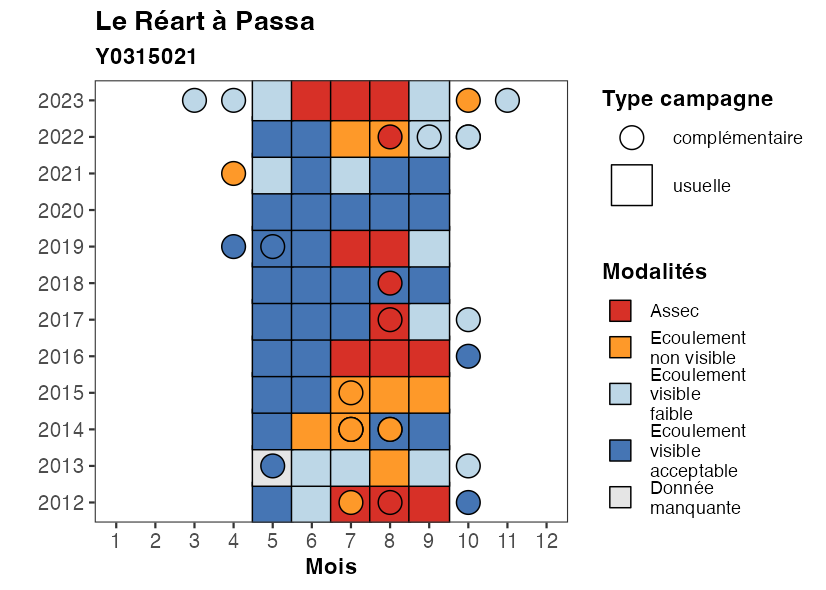 Le Réart à Passa
Y0315021
2023
2022
2021
2020
2019
2018
2017
2016
2015
2014
2013
2012
1 2 3 4 5 6 7 8 9 10 11 12
Mois
Type campagne
complémentaire
usuelle
Modalités
Assec
Ecoulement
non visible
Ecoulement
visible
faible
Ecoulement
visible
acceptable
Donnée
manquante